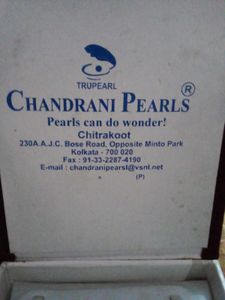 TRUPEARL
CHANDRANI PEARLS ®
Pearls can do wonder!
Chitrakoot
230A.A.J.C. Bose Road, Opposite Minto Park
Kolkata - 700 020
Fax : 91-33-2287-4190
E-mail : chandranipearsl@vsnl.net
(P)